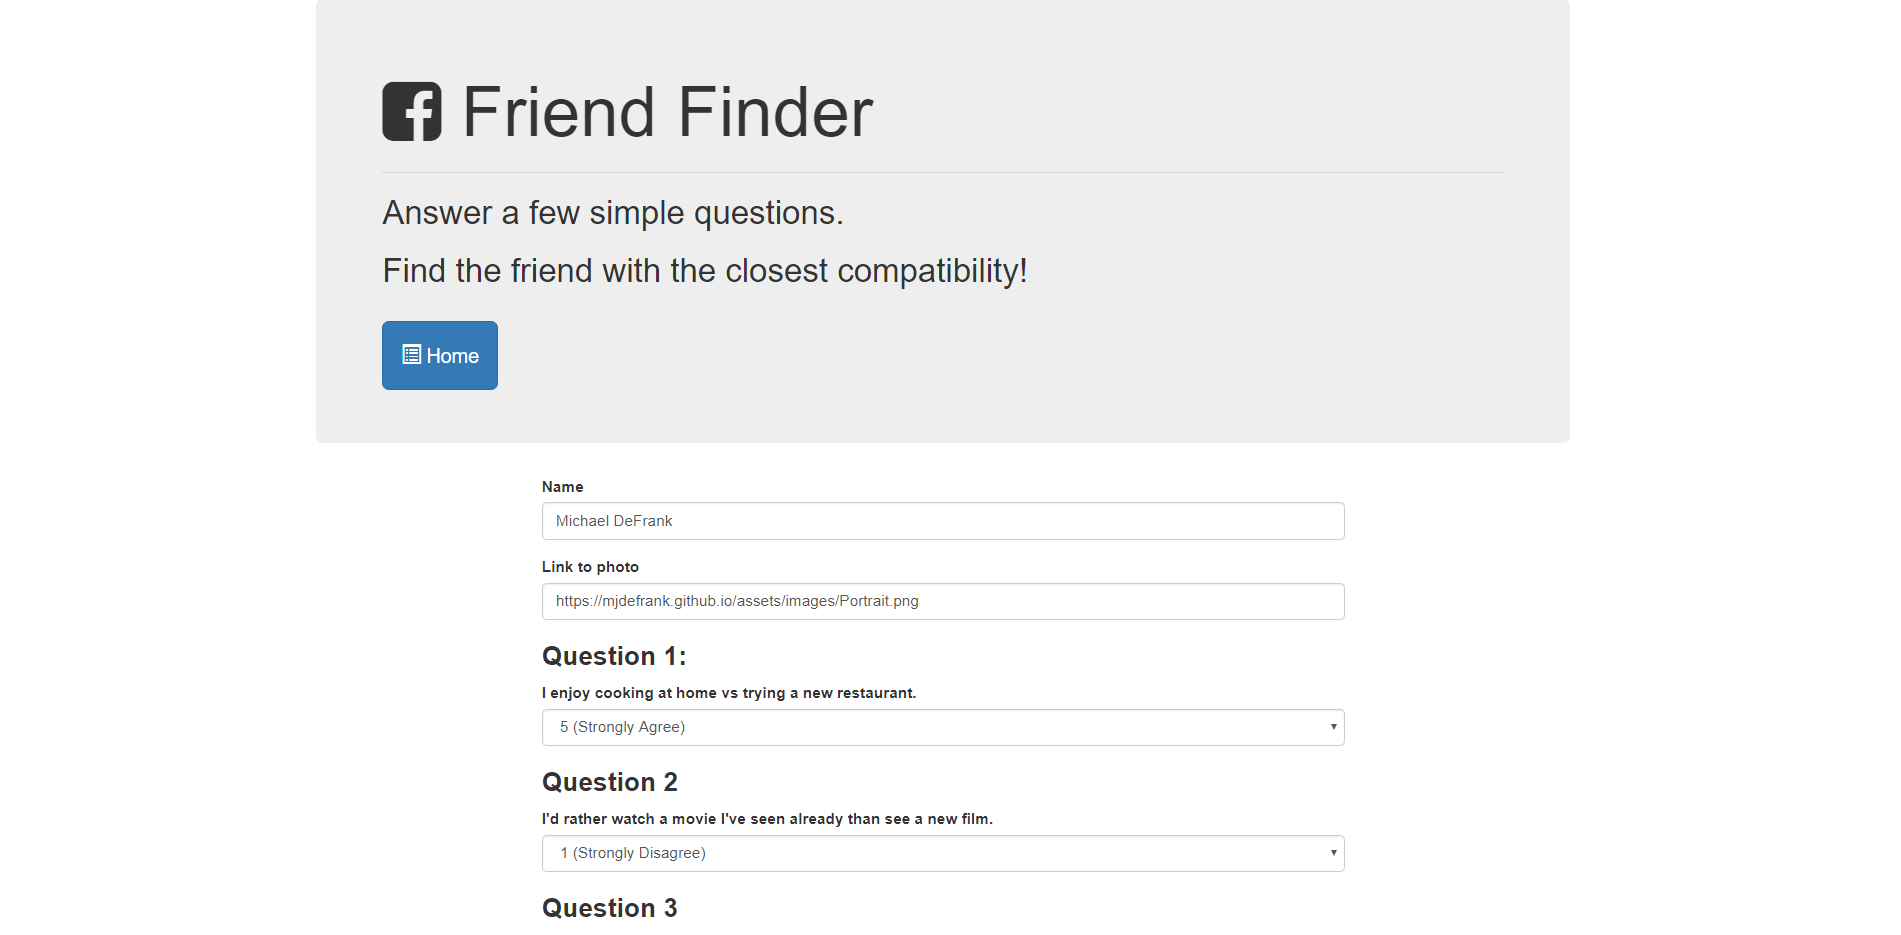 Friend Finder
Answer a few simple questions.
Find the friend with the closest compatibility!
Home
Name
Michael DeFrank
Link to photo
https://mjdefrank.github.io/assets/images/Portrait.png
Question 1:
I enjoy cooking at home vs trying a new restaurant.
5 (Strongly Agree)
Question 2
I'd rather watch a movie I've seen already than see a new film.
1 (Strongly Disagree)
Question 3